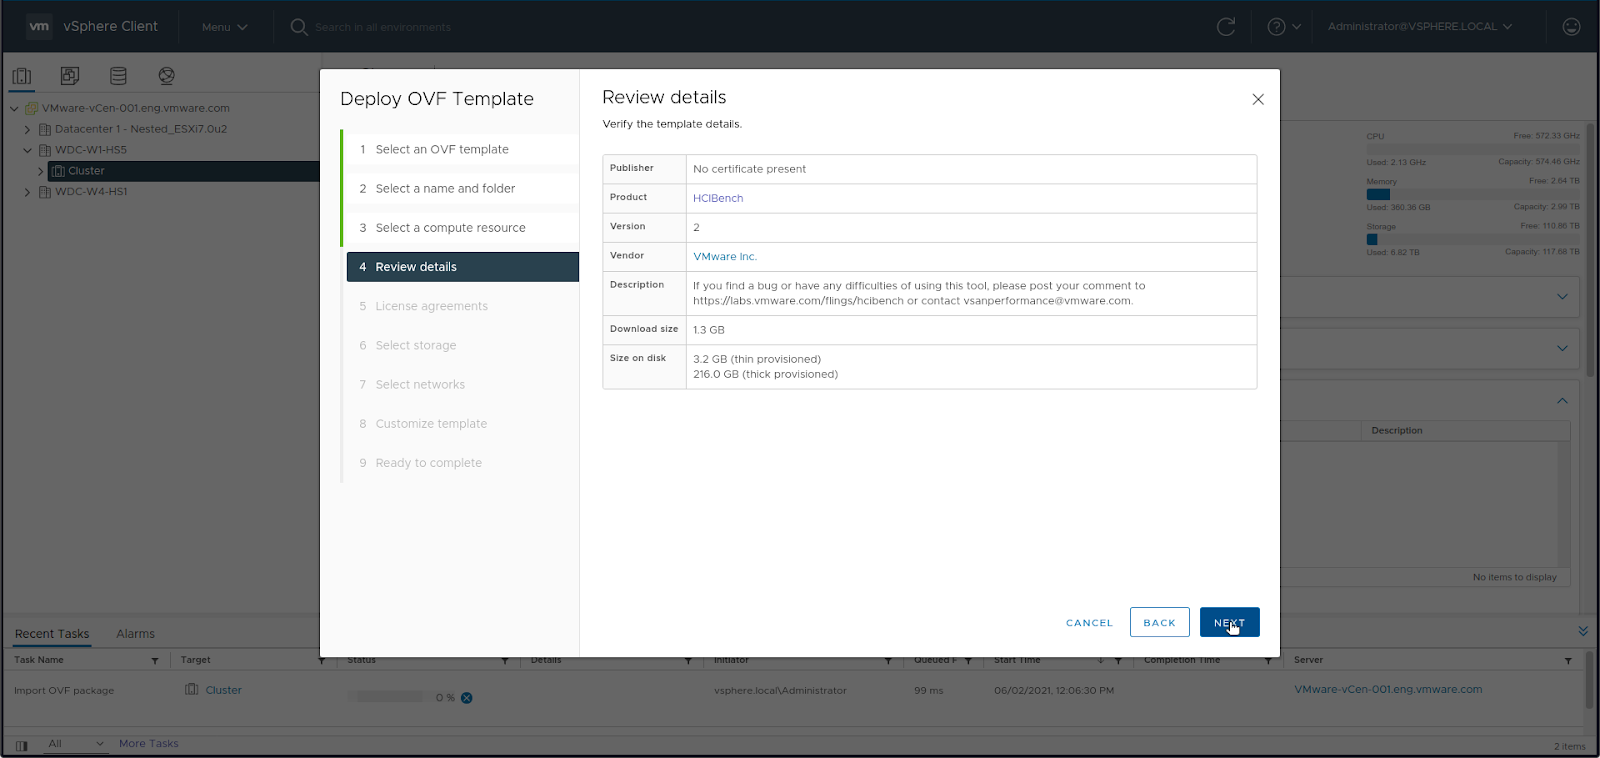 vm vSphere Client Menu Search in all environments Administrator@VSPHERE.LOCAL
VMware-vCen-001.eng.vmware.com
Datacenter 1 - Nested_ESXi7.0u2
WDC-W1-HS5
Cluster
WDC-W4-HS1
Deploy OVF Template
1 Select an OVF template
2 Select a name and folder
3 Select a compute resource
4 Review details
5 License agreements
6 Select storage
7 Select networks
8 Customize template
9 Ready to complete
Review details
Verify the template details.
Publisher No certificate present
Product HCIBench
Version 2
Vendor VMware Inc.
Description If you find a bug or have any difficulties of using this tool, please post your comment to
https://labs.vmware.com/flings/hcibench or contact vsanperformance@vmware.com.
Download size 1.3 GB
Size on disk 3.2 GB (thin provisioned)
216.0 GB (thick provisioned)
CANCEL BACK NEXT
CPU Free: 572.33 GHz
Used: 2.13 GHz Capacity: 574.46 GHz
Memory Free: 2.64 TB
Used: 360.36 GB Capacity: 2.99 TB
Storage Free: 110.86 TB
Used: 6.82 TB Capacity: 117.68 TB
Description
No items to display
Recent Tasks Alarms
Task Name Target Status Details Initiator Queued F Start Time Completion Time Server
Import OVF package Cluster 0 % vsphere.local\Administrator 99 ms 06/02/2021, 12:06:30 PM VMware-vCen-001.eng.vmware.com
All More Tasks 2 items